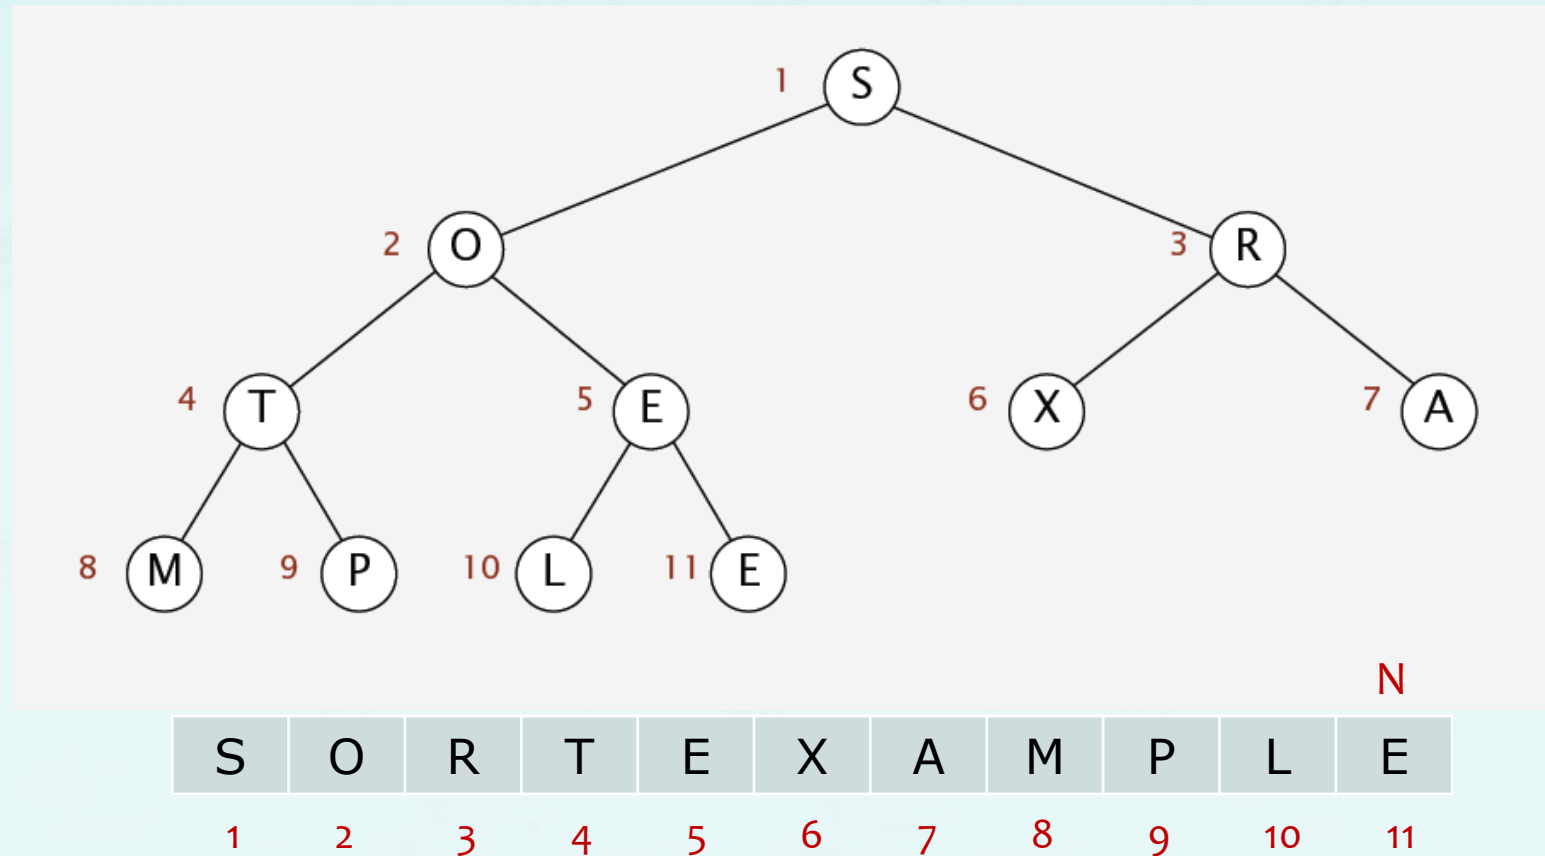 1 S
2 O 3 R
4 T 5 E 6 X 7 A
8 M 9 P 10 L 11 E
N
S O R T E X A M P L E
1 2 3 4 5 6 7 8 9 10 11